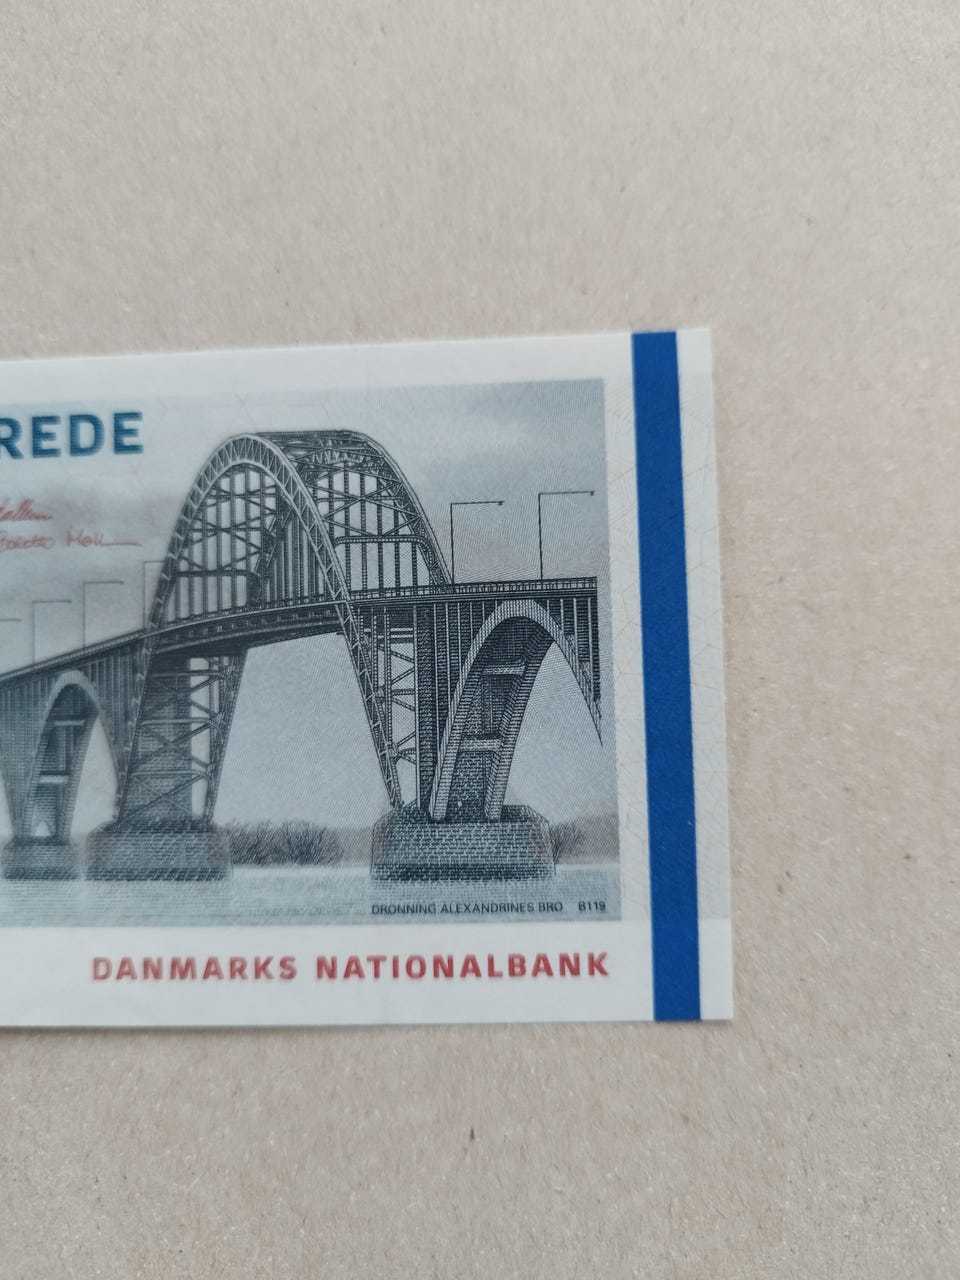 REDE
DRONNING ALEXANDRINES BRO B119
DANMARKS NATIONALBANK